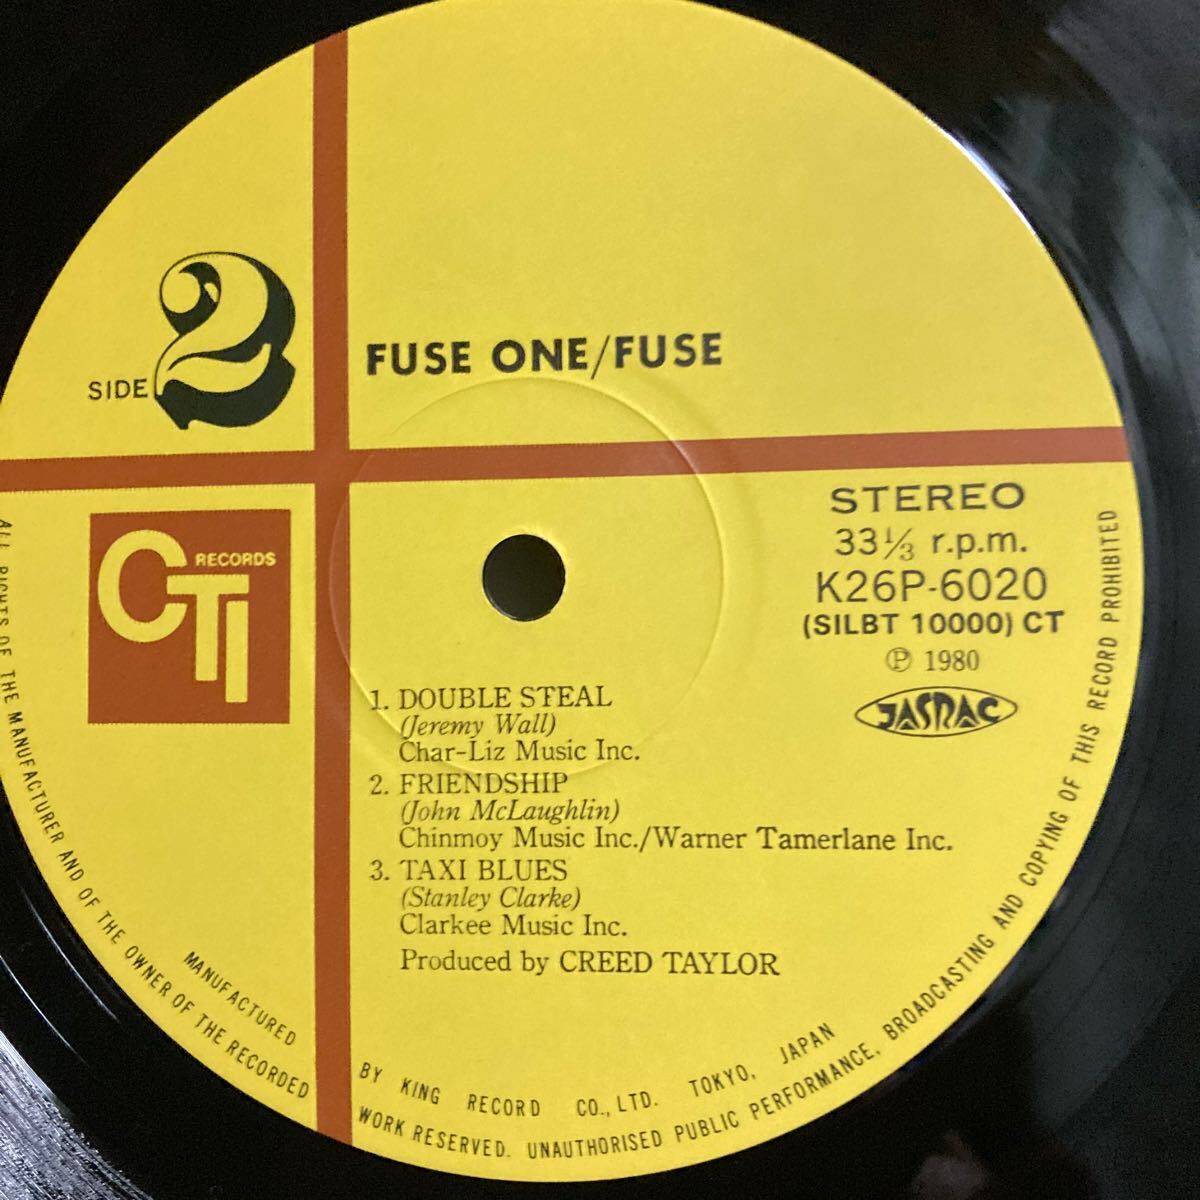 SIDE 2
FUSE ONE/FUSE
CTI RECORDS
STEREO
33⅓ r.p.m.
K26P-6020
(SILBT 10000) CT
Ⓟ 1980
JASRAC
1. DOUBLE STEAL
(Jeremy Wall)
Char-Liz Music Inc.
2. FRIENDSHIP
(John McLaughlin)
Chinmoy Music Inc./Warner Tamerlane Inc.
3. TAXI BLUES
(Stanley Clarke)
Clarkee Music Inc.
Produced by CREED TAYLOR
MANUFACTURED BY KING RECORD CO., LTD. TOKYO, JAPAN
ALL RIGHTS OF THE MANUFACTURER AND OF THE OWNER OF THE RECORDED WORK RESERVED. UNAUTHORISED PUBLIC PERFORMANCE, BROADCASTING AND COPYING OF THIS RECORD PROHIBITED